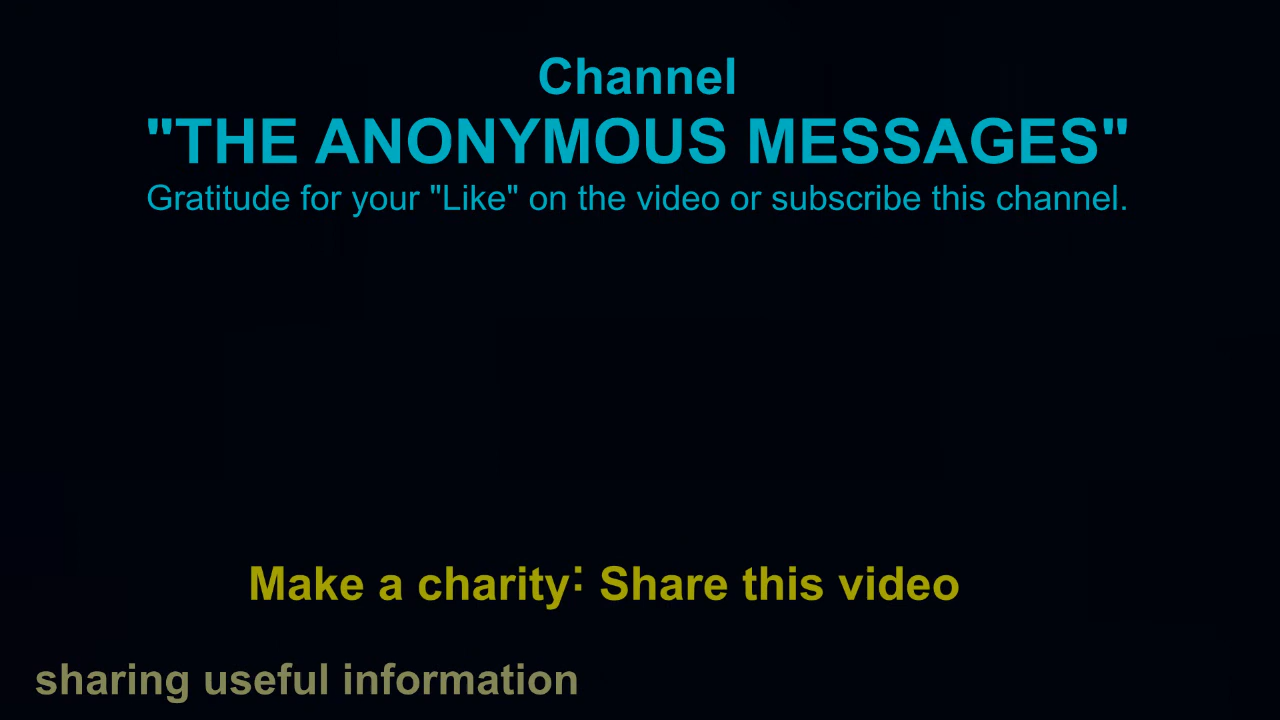 Channel
"THE ANONYMOUS MESSAGES"
Gratitude for your "Like" on the video or subscribe this channel.
Make a charity: Share this video
sharing useful information